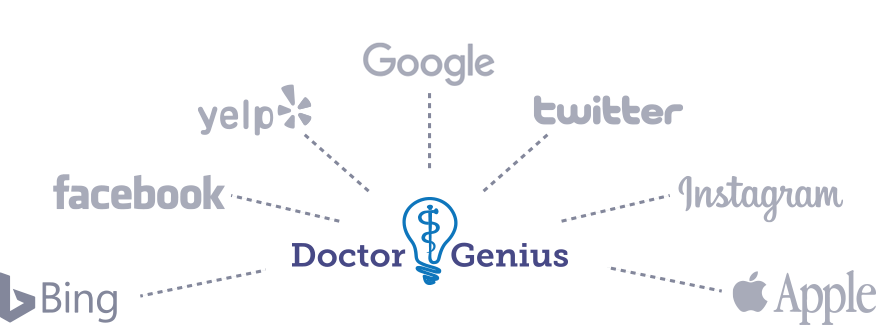 Google
yelp
twitter
facebook
Instagram
Doctor Genius
Bing
Apple